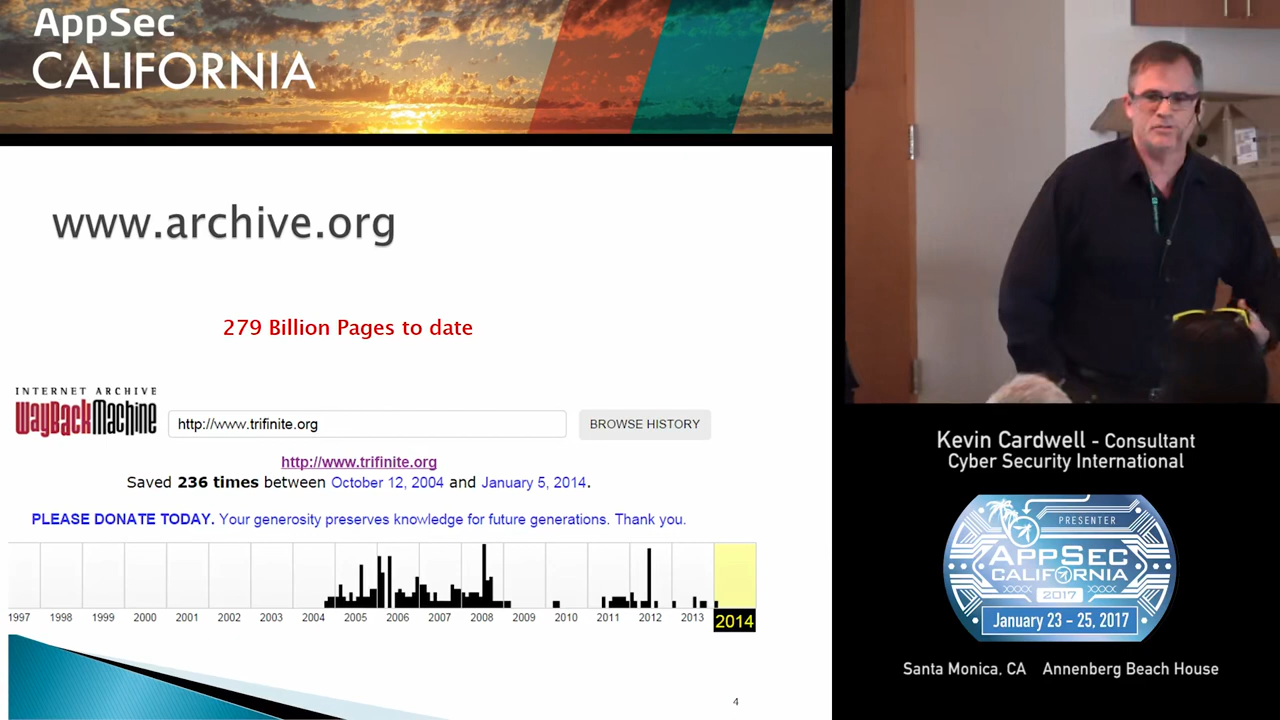 AppSec
CALIFORNIA
www.archive.org
279 Billion Pages to date
INTERNET ARCHIVE
WayBackMachine
http://www.trifinite.org
BROWSE HISTORY
http://www.trifinite.org
Saved 236 times between October 12, 2004 and January 5, 2014.
PLEASE DONATE TODAY. Your generosity preserves knowledge for future generations. Thank you.
1997 1998 1999 2000 2001 2002 2003 2004 2005 2006 2007 2008 2009 2010 2011 2012 2013 2014
4
Kevin Cardwell - Consultant
Cyber Security International
PRESENTER
APPSEC
CALIFORNIA
XXXX 2017 XXXX
January 23 - 25, 2017
Santa Monica, CA Annenberg Beach House